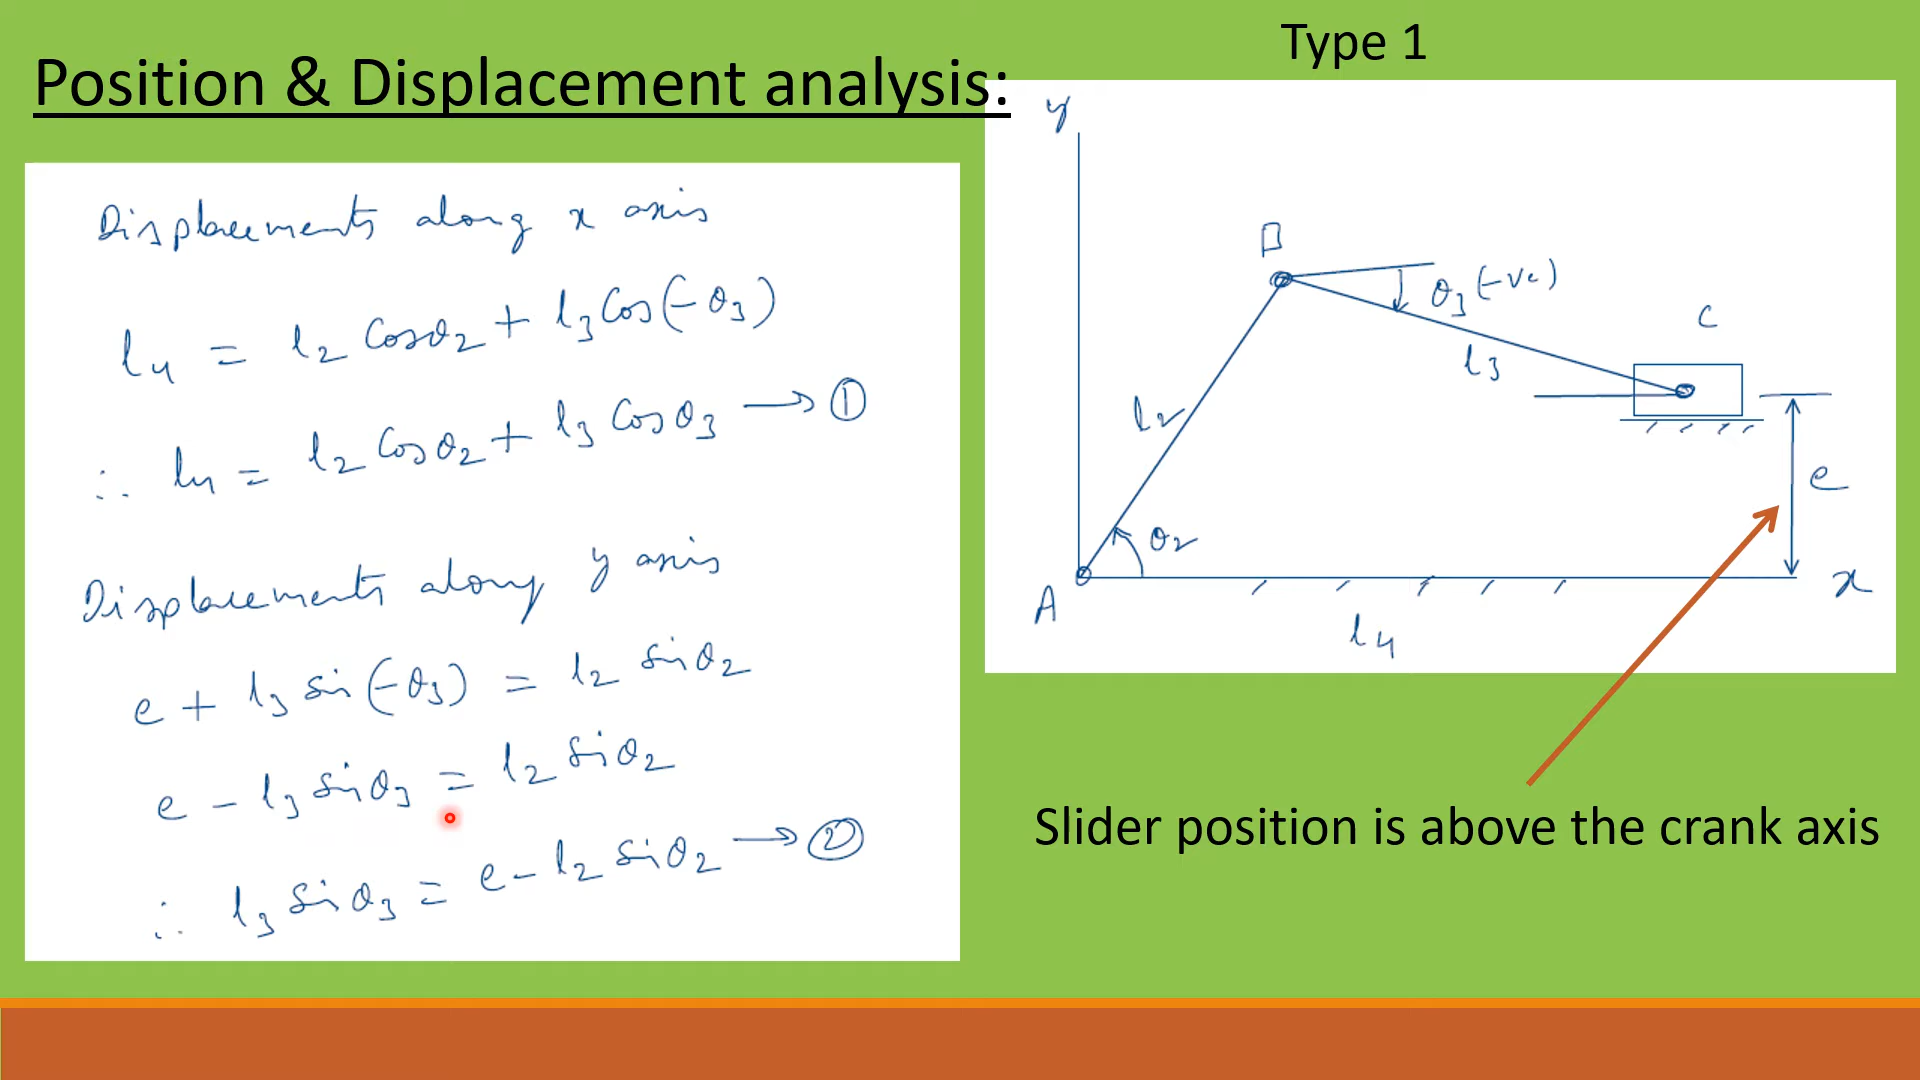 Position & Displacement analysis:
Type 1
Displacements along x axis
l₄ = l₂ Cosθ₂ + l₃ Cos(-θ₃)
∴ l₄ = l₂ Cosθ₂ + l₃ Cosθ₃ → ①
Displacements along y axis
e + l₃ sin(-θ₃) = l₂ sinθ₂
e - l₃ sinθ₃ = l₂ sinθ₂
∴ l₃ sinθ₃ = e - l₂ sinθ₂ → ②
y
B
θ₃ (-ve)
C
l₃
l₂
e
θ₂
A
x
l₄
Slider position is above the crank axis